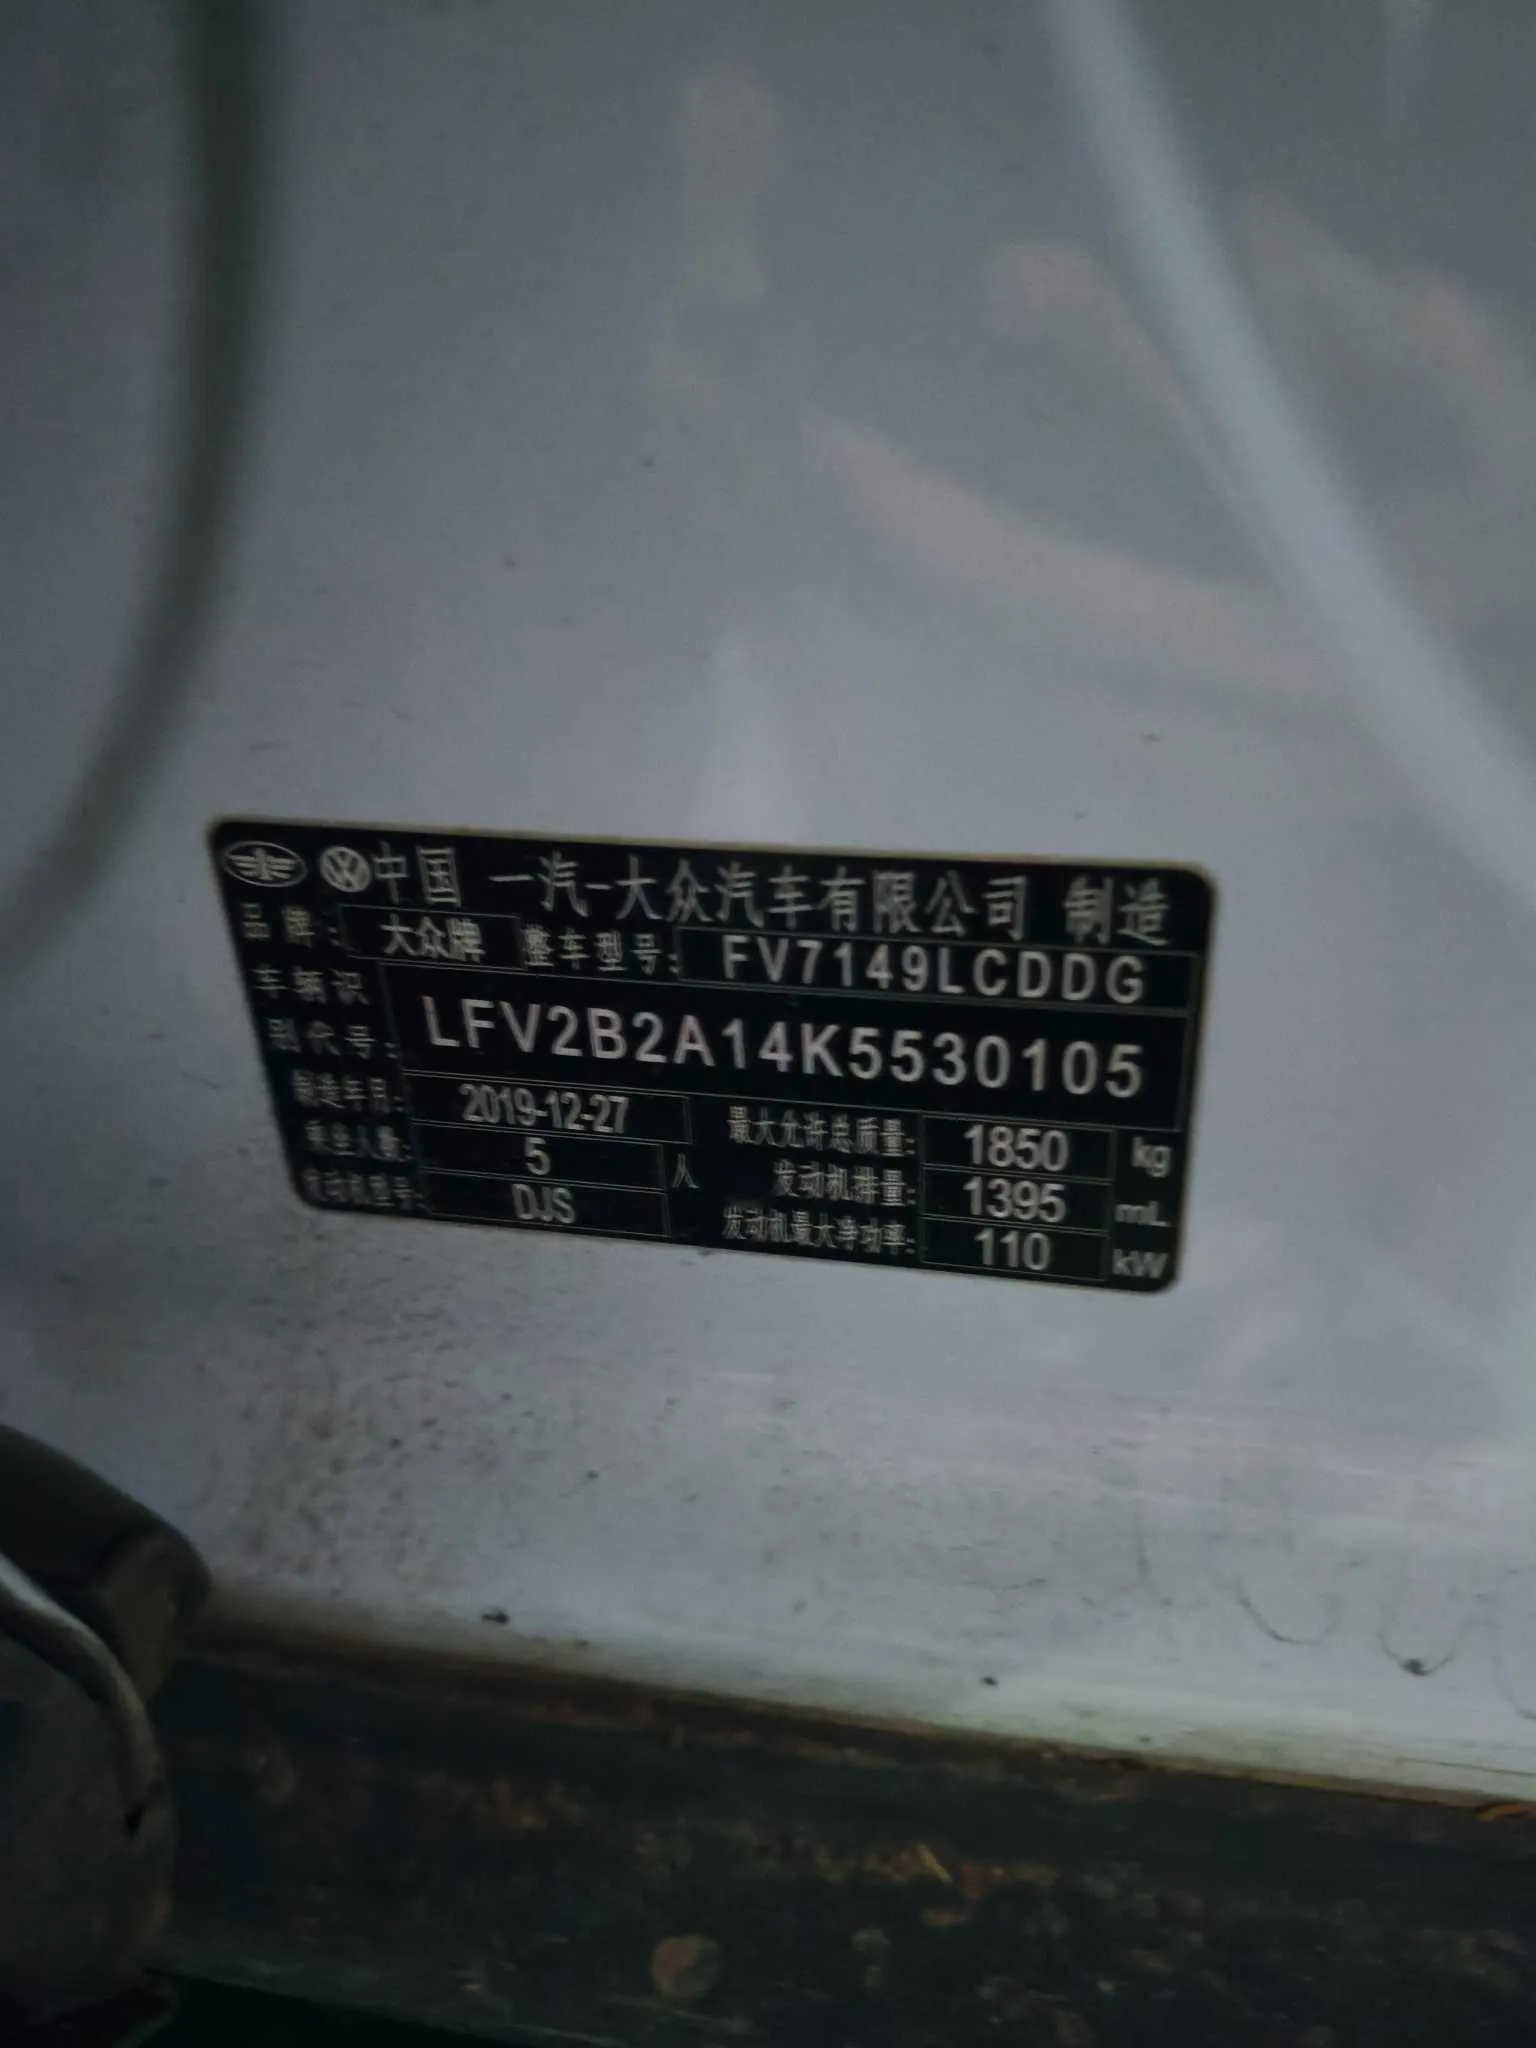 中国 一汽-大众汽车有限公司 制造
品牌: 大众牌 整车型号: FV7149LCDDG
车辆识别代号: LFV2B2A14K5530105
制造年月: 2019-12-27 最大允许总质量: 1850 kg
乘坐人数: 5 人 发动机排量: 1395 mL
发动机型号: DJS 发动机最大净功率: 110 kW